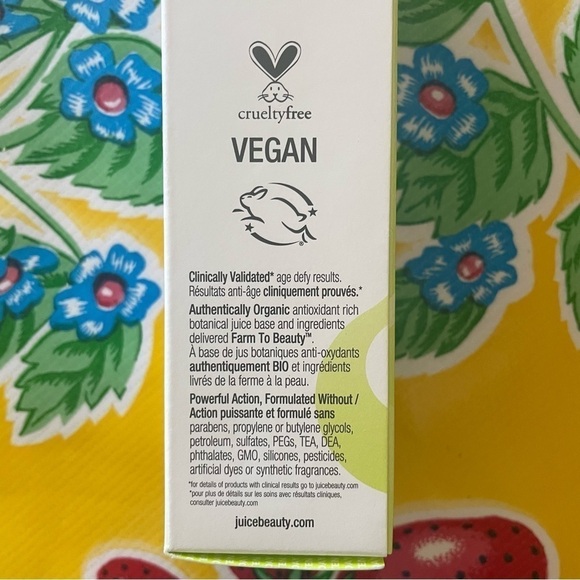 crueltyfree
VEGAN
Clinically Validated* age defy results.
Résultats anti-âge cliniquement prouvés.*
Authentically Organic antioxidant rich
botanical juice base and ingredients
delivered Farm To Beauty™.
À base de jus botaniques anti-oxydants
authentiquement BIO et ingrédients
livrés de la ferme à la peau.
Powerful Action, Formulated Without /
Action puissante et formulé sans
parabens, propylene or butylene glycols,
petroleum, sulfates, PEGs, TEA, DEA,
phthalates, GMO, silicones, pesticides,
artificial dyes or synthetic fragrances.
*for details of products with clinical results go to juicebeauty.com
*pour plus de détails sur les soins avec résultats cliniques,
consulter juicebeauty.com
juicebeauty.com